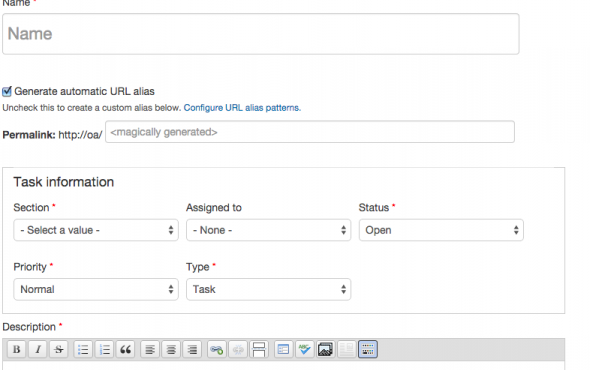 Name *
Name
Generate automatic URL alias
Uncheck this to create a custom alias below. Configure URL alias patterns.
Permalink: http://oa/ <magically generated>
Task information
Section * Assigned to Status *
- Select a value - - None - Open
Priority * Type *
Normal Task
Description *
B I S
ABC